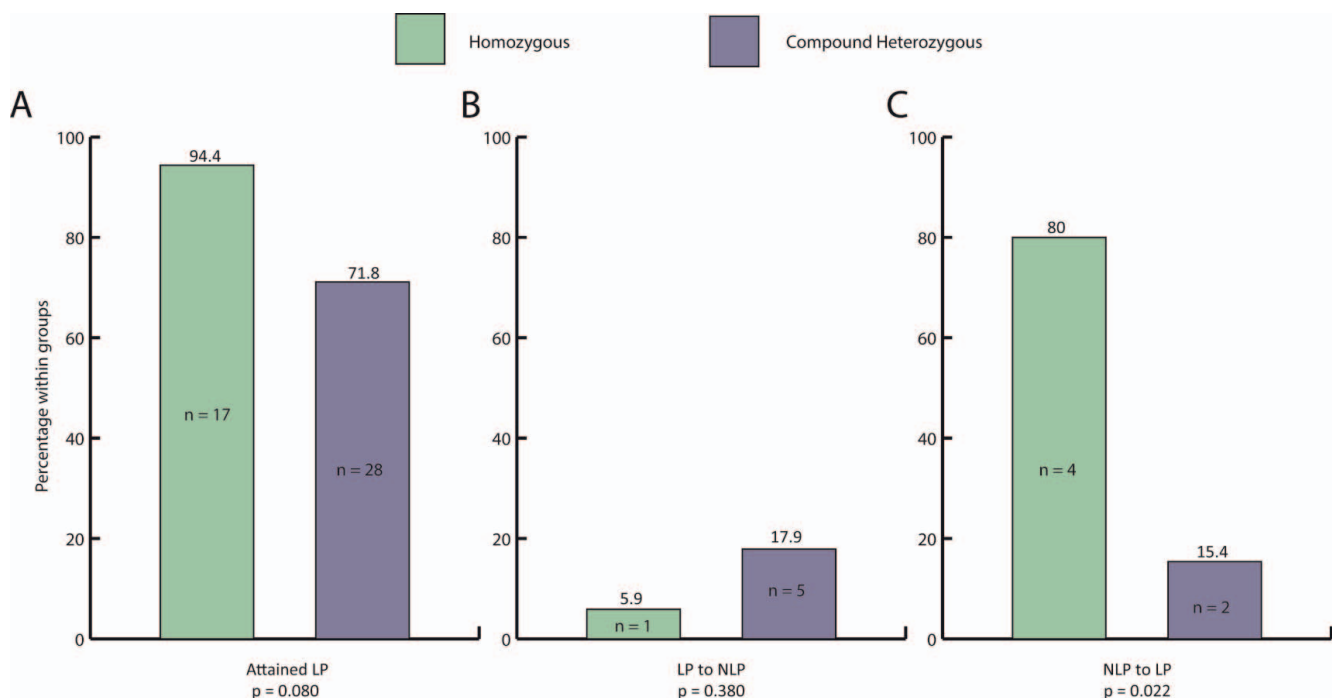 Homozygous
Compound Heterozygous
A
B
C
Percentage within groups
100
80
60
40
20
0
94.4
n = 17
71.8
n = 28
Attained LP
p = 0.080
100
80
60
40
20
0
5.9
n = 1
17.9
n = 5
LP to NLP
p = 0.380
100
80
60
40
20
0
80
n = 4
15.4
n = 2
NLP to LP
p = 0.022